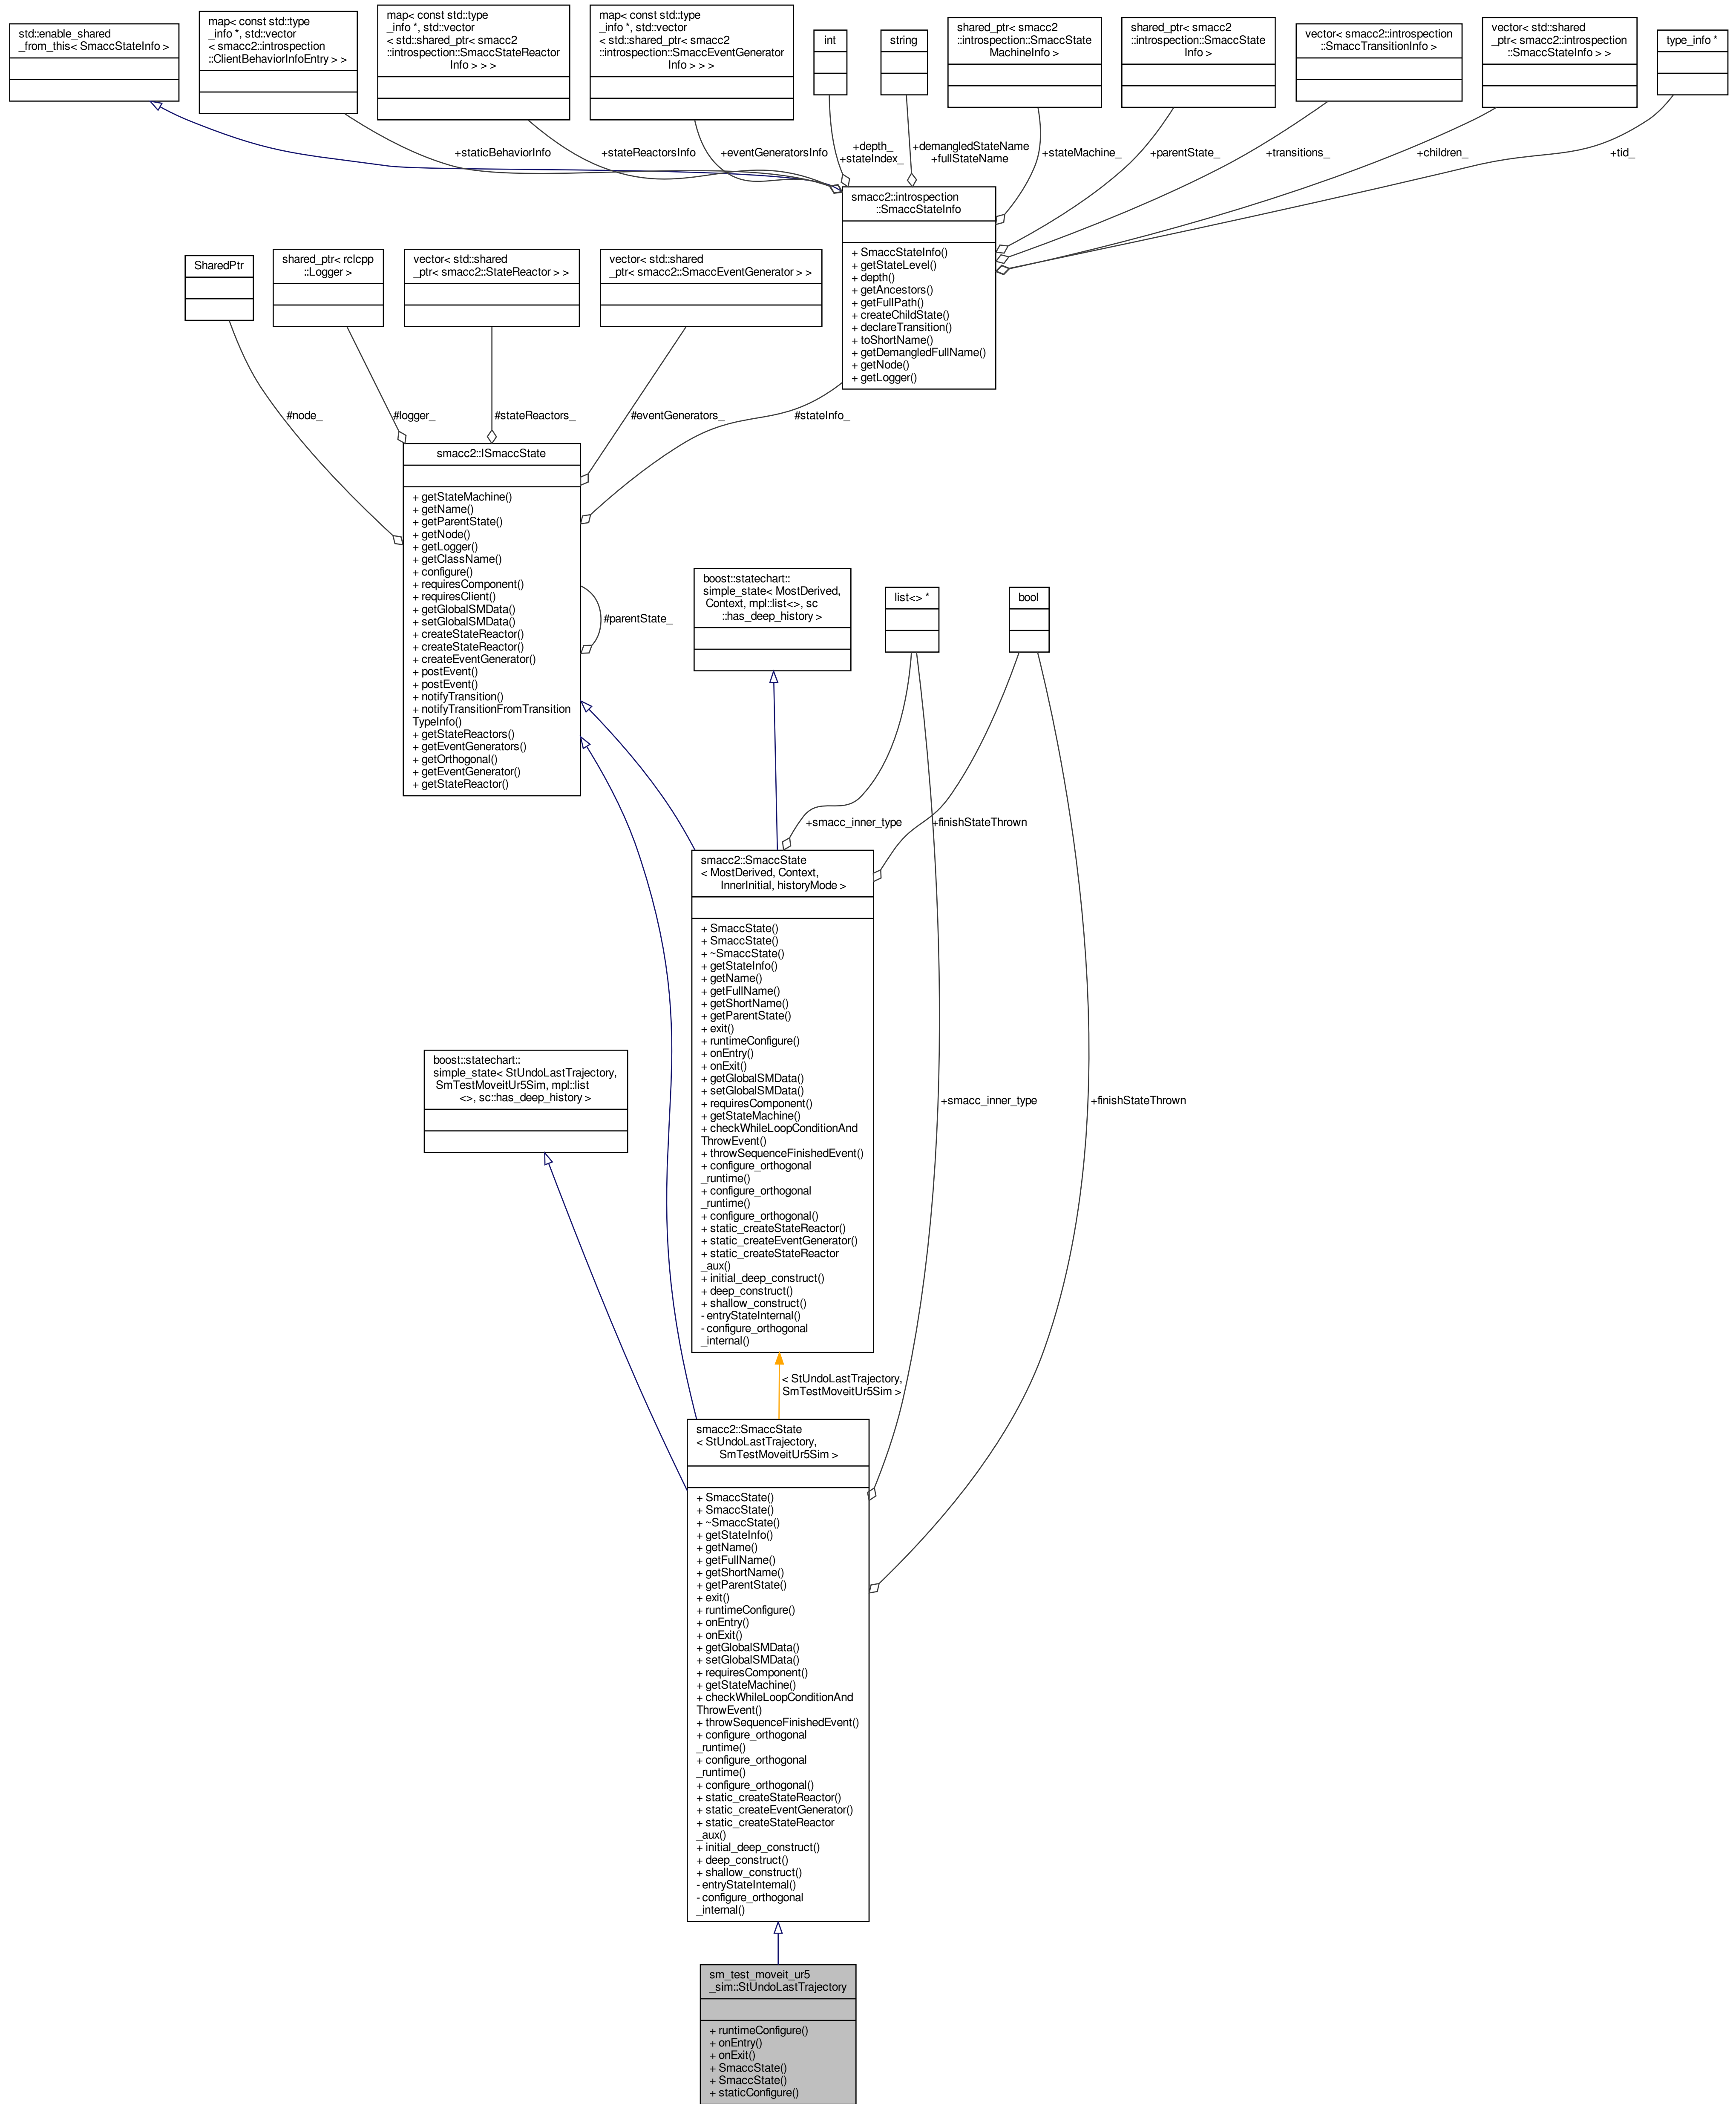 std::enable_shared
_from_this< SmaccStateInfo >
map< const std::type
_info *, std::vector
< smacc2::introspection
::ClientBehaviorInfoEntry > >
map< const std::type
_info *, std::vector
< std::shared_ptr< smacc2
::introspection::SmaccStateReactor
Info > > >
map< const std::type
_info *, std::vector
< std::shared_ptr< smacc2
::introspection::SmaccEventGenerator
Info > > >
int
string
shared_ptr< smacc2
::introspection::SmaccState
MachineInfo >
shared_ptr< smacc2
::introspection::SmaccState
Info >
vector< smacc2::introspection
::SmaccTransitionInfo >
vector< std::shared
_ptr< smacc2::introspection
::SmaccStateInfo > >
type_info *
+staticBehaviorInfo
+stateReactorsInfo
+eventGeneratorsInfo
+depth_
+stateIndex_
+demangledStateName
+fullStateName
+stateMachine_
+parentState_
+transitions_
+children_
+tid_
smacc2::introspection
::SmaccStateInfo
+ SmaccStateInfo()
+ getStateLevel()
+ depth()
+ getAncestors()
+ getFullPath()
+ createChildState()
+ declareTransition()
+ toShortName()
+ getDemangledFullName()
+ getNode()
+ getLogger()
SharedPtr
shared_ptr< rclcpp
::Logger >
vector< std::shared
_ptr< smacc2::StateReactor > >
vector< std::shared
_ptr< smacc2::SmaccEventGenerator > >
#node_
#logger_
#stateReactors_
#eventGenerators_
#stateInfo_
smacc2::ISmaccState
+ getStateMachine()
+ getName()
+ getParentState()
+ getNode()
+ getLogger()
+ getClassName()
+ configure()
+ requiresComponent()
+ requiresClient()
+ getGlobalSMData()
+ setGlobalSMData()
+ createStateReactor()
+ createStateReactor()
+ createEventGenerator()
+ postEvent()
+ postEvent()
+ notifyTransition()
+ notifyTransitionFromTransition
TypeInfo()
+ getStateReactors()
+ getEventGenerators()
+ getOrthogonal()
+ getEventGenerator()
+ getStateReactor()
#parentState_
boost::statechart::
simple_state< MostDerived,
Context, mpl::list<>, sc
::has_deep_history >
list<> *
bool
+smacc_inner_type
+finishStateThrown
smacc2::SmaccState
< MostDerived, Context,
InnerInitial, historyMode >
+ SmaccState()
+ SmaccState()
+ ~SmaccState()
+ getStateInfo()
+ getName()
+ getFullName()
+ getShortName()
+ getParentState()
+ exit()
+ runtimeConfigure()
+ onEntry()
+ onExit()
+ getGlobalSMData()
+ setGlobalSMData()
+ requiresComponent()
+ getStateMachine()
+ checkWhileLoopConditionAnd
ThrowEvent()
+ throwSequenceFinishedEvent()
+ configure_orthogonal
_runtime()
+ configure_orthogonal
_runtime()
+ configure_orthogonal()
+ static_createStateReactor()
+ static_createEventGenerator()
+ static_createStateReactor
_aux()
+ initial_deep_construct()
+ deep_construct()
+ shallow_construct()
- entryStateInternal()
- configure_orthogonal
_internal()
boost::statechart::
simple_state< StUndoLastTrajectory,
SmTestMoveitUr5Sim, mpl::list
<>, sc::has_deep_history >
+smacc_inner_type
+finishStateThrown
< StUndoLastTrajectory,
SmTestMoveitUr5Sim >
smacc2::SmaccState
< StUndoLastTrajectory,
SmTestMoveitUr5Sim >
+ SmaccState()
+ SmaccState()
+ ~SmaccState()
+ getStateInfo()
+ getName()
+ getFullName()
+ getShortName()
+ getParentState()
+ exit()
+ runtimeConfigure()
+ onEntry()
+ onExit()
+ getGlobalSMData()
+ setGlobalSMData()
+ requiresComponent()
+ getStateMachine()
+ checkWhileLoopConditionAnd
ThrowEvent()
+ throwSequenceFinishedEvent()
+ configure_orthogonal
_runtime()
+ configure_orthogonal
_runtime()
+ configure_orthogonal()
+ static_createStateReactor()
+ static_createEventGenerator()
+ static_createStateReactor
_aux()
+ initial_deep_construct()
+ deep_construct()
+ shallow_construct()
- entryStateInternal()
- configure_orthogonal
_internal()
sm_test_moveit_ur5
_sim::StUndoLastTrajectory
+ runtimeConfigure()
+ onEntry()
+ onExit()
+ SmaccState()
+ SmaccState()
+ staticConfigure()